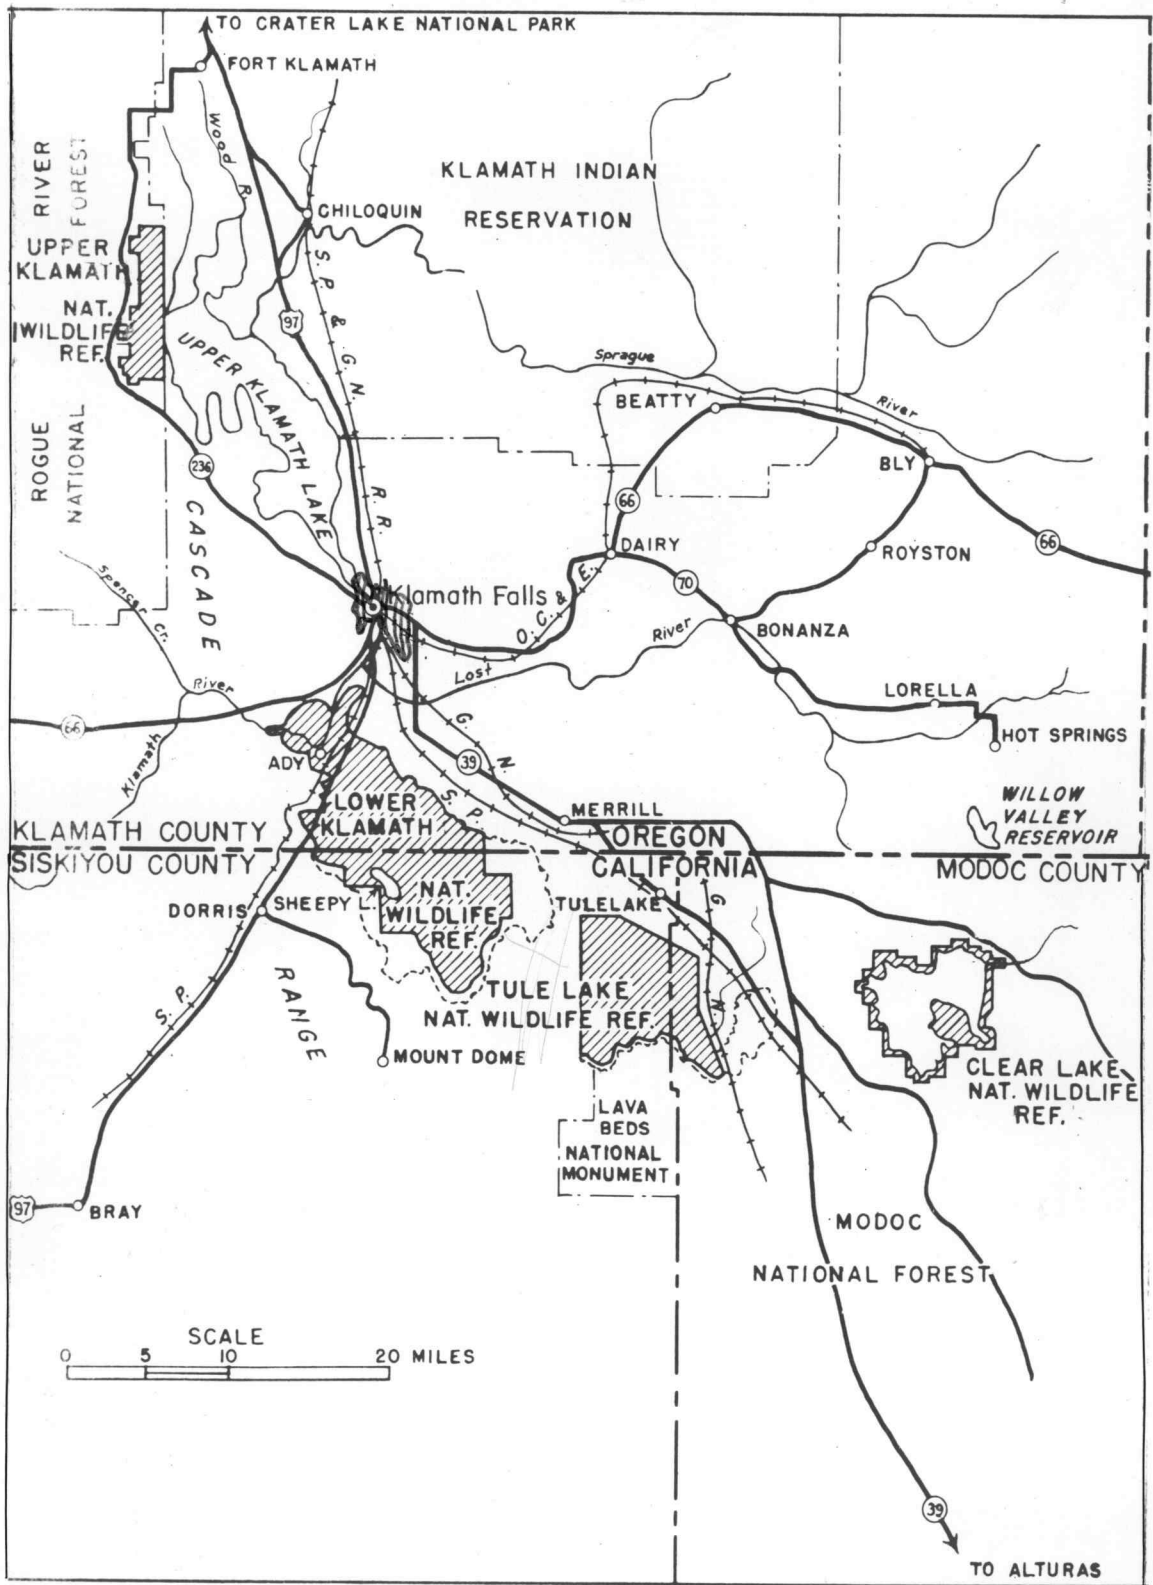 TO CRATER LAKE NATIONAL PARK
FORT KLAMATH
Wood R.
RIVER
FOREST
KLAMATH INDIAN
RESERVATION
CHILOQUIN
UPPER
KLAMATH
NAT.
WILDLIFE
REF.
S. P. & G. N. R. R.
97
UPPER KLAMATH LAKE
Sprague
River
BEATTY
ROGUE
NATIONAL
236
BLY
66
66
CASCADE
DAIRY
ROYSTON
70
Spencer Cr.
Klamath Falls
O. C. & E.
River
BONANZA
Lost
River
LORELLA
66
Klamath
G. N.
HOT SPRINGS
ADY
39
S. P.
WILLOW
VALLEY
RESERVOIR
LOWER
KLAMATH
MERRILL
KLAMATH COUNTY
OREGON
SISKIYOU COUNTY
CALIFORNIA
MODOC COUNTY
NAT.
WILDLIFE
REF.
SHEEPY L.
DORRIS
TULELAKE
G. N.
S. P.
RANGE
TULE LAKE
NAT. WILDLIFE REF.
MOUNT DOME
CLEAR LAKE
NAT. WILDLIFE
REF.
LAVA
BEDS
NATIONAL
MONUMENT
97
BRAY
MODOC
NATIONAL FOREST
SCALE
0 5 10 20 MILES
39
TO ALTURAS